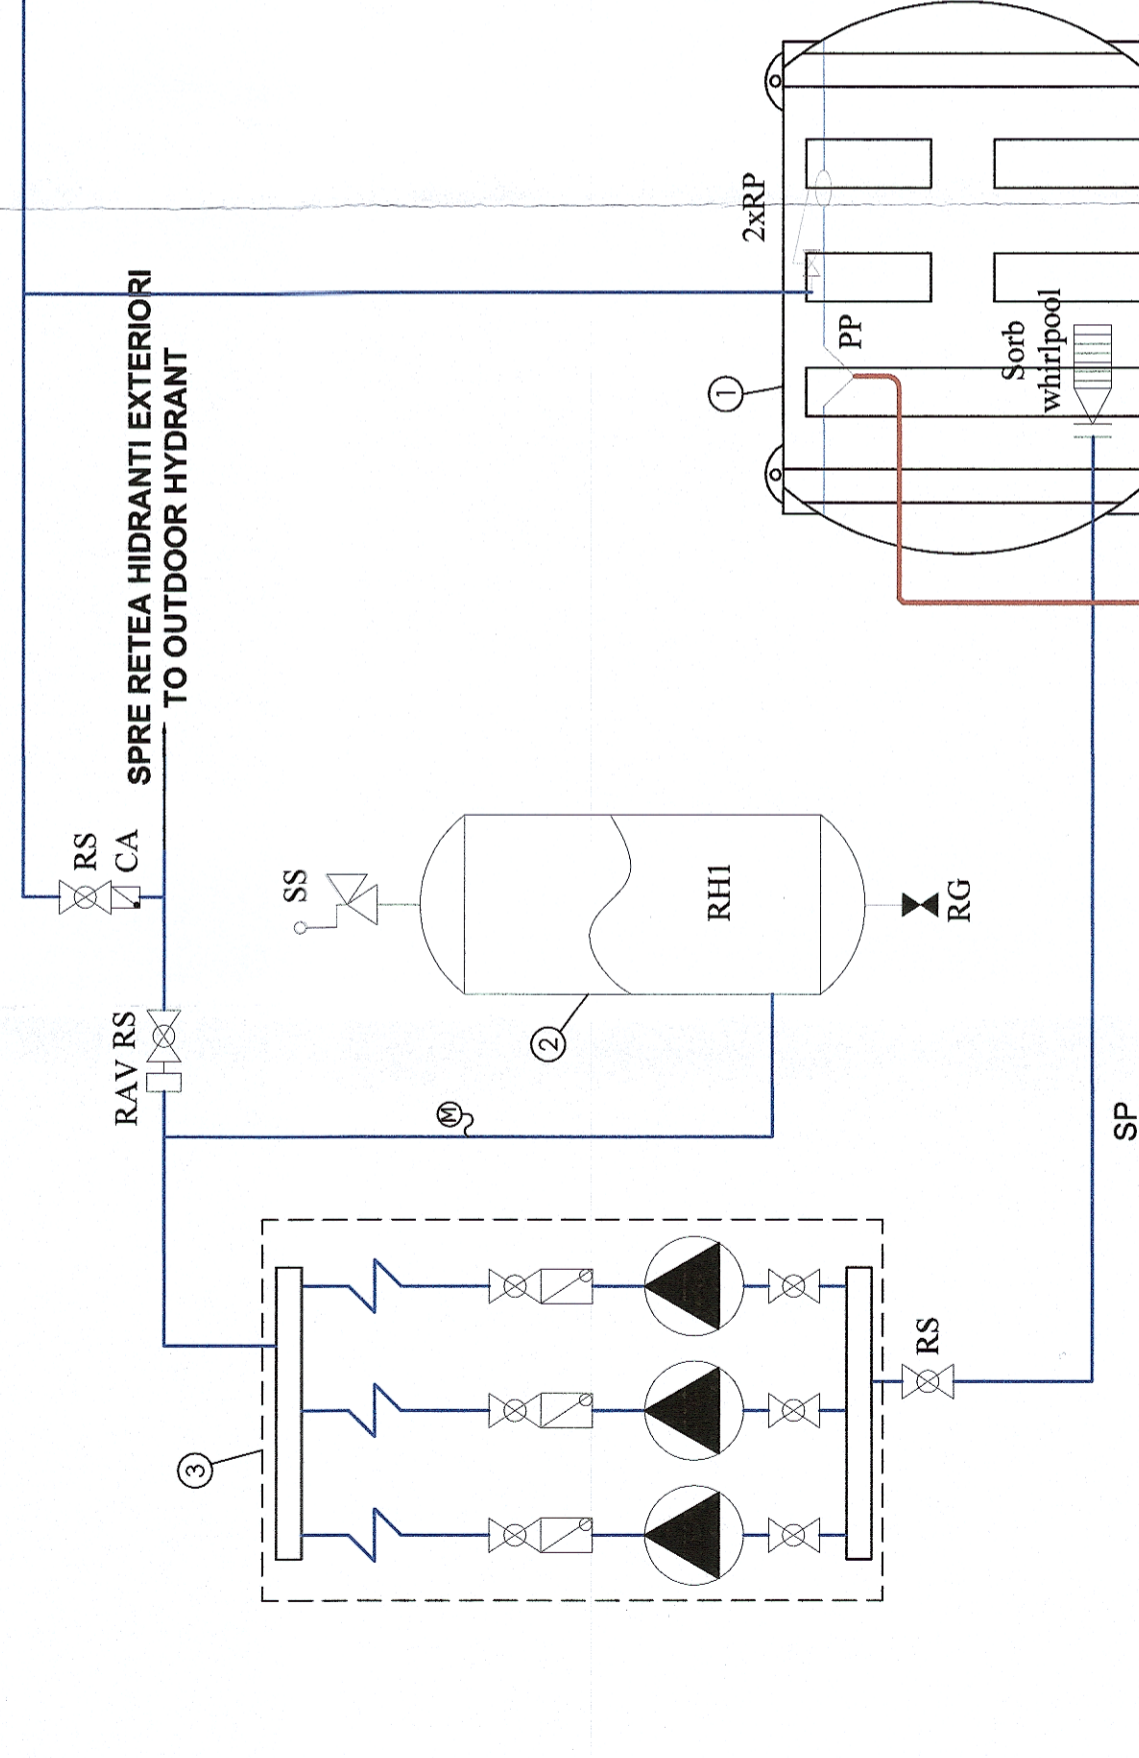 SPRE RETEA HIDRANTI EXTERIORI
TO OUTDOOR HYDRANT
RS
CA
RAV RS
SS
RH1
RG
M
2
3
RS
SP
1
2xRP
PP
Sorb
whirlpool